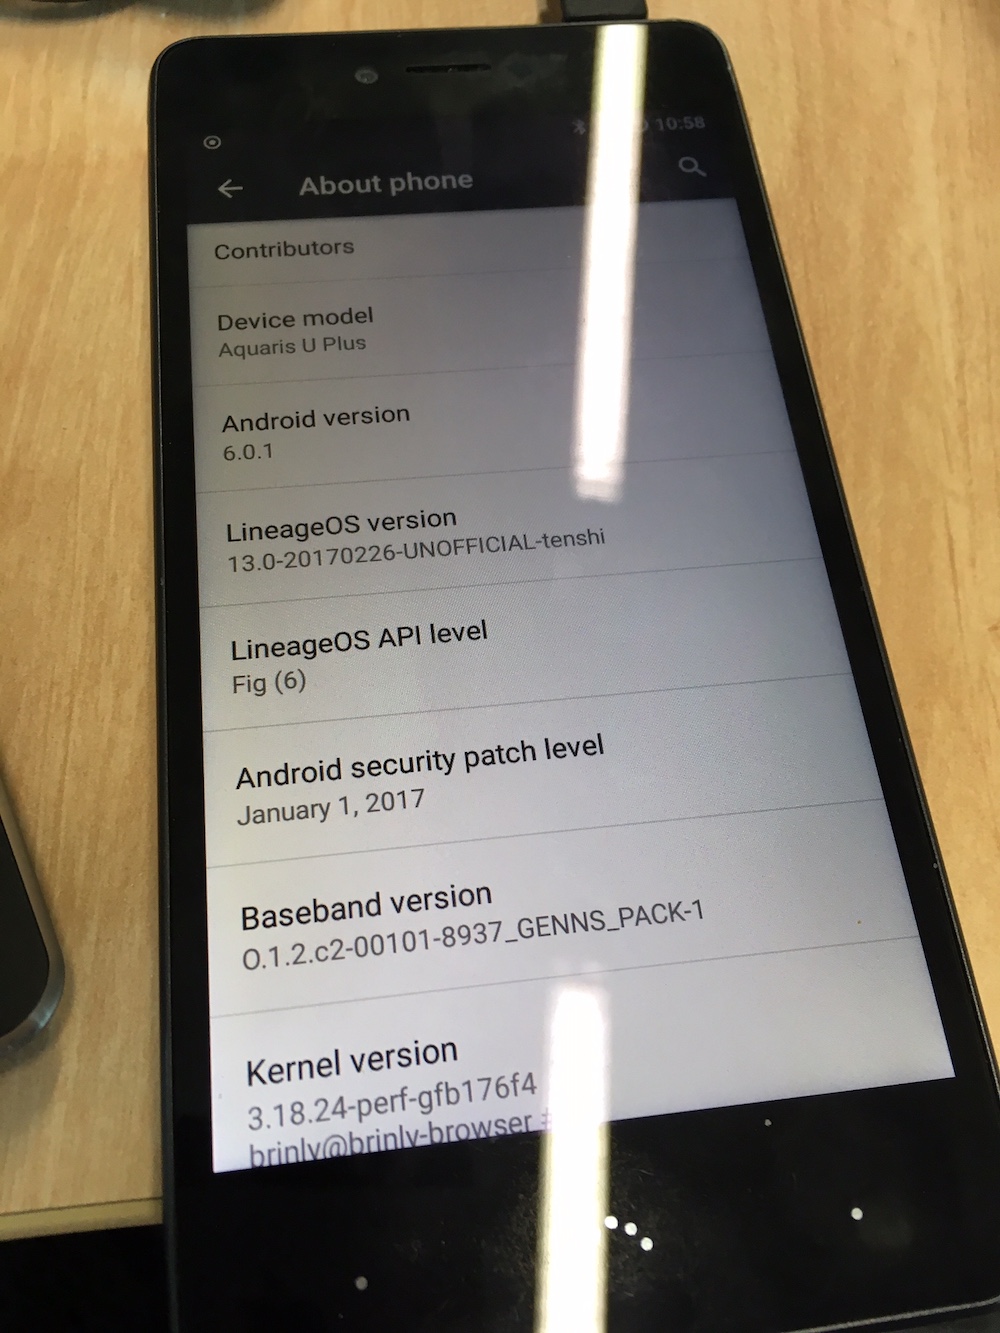 10:58
About phone
Contributors
Device model
Aquaris U Plus
Android version
6.0.1
LineageOS version
13.0-20170226-UNOFFICIAL-tenshi
LineageOS API level
Fig (6)
Android security patch level
January 1, 2017
Baseband version
O.1.2.c2-00101-8937_GENNS_PACK-1
Kernel version
3.18.24-perf-gfb176f4
brinly@brinly-browser #